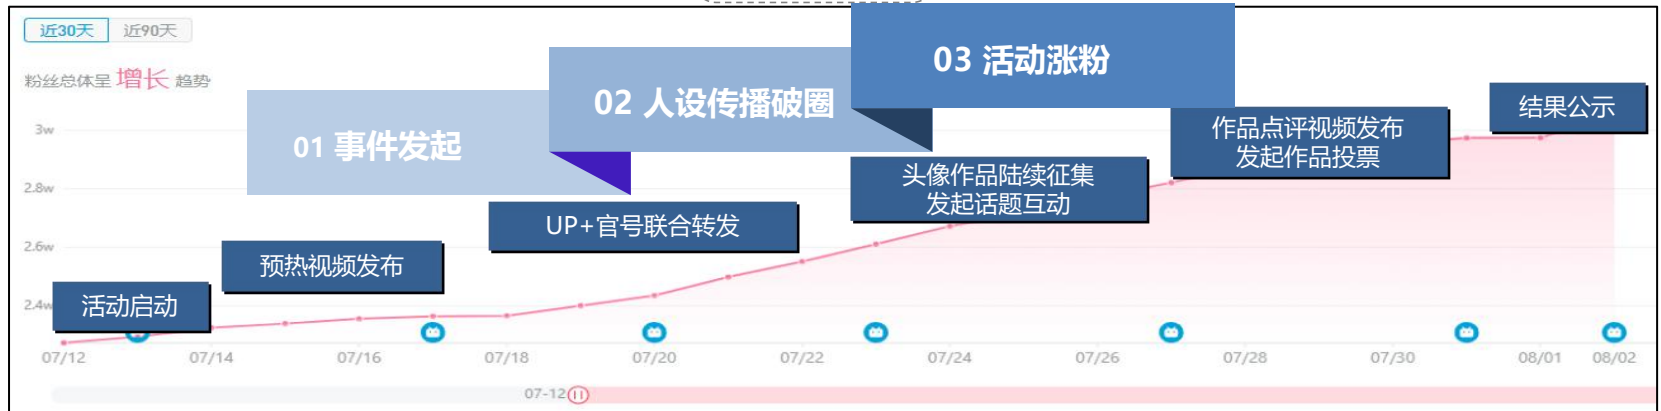 近30天 近90天
粉丝总体呈 增长 趋势
01 事件发起
02 人设传播破圈
03 活动涨粉
活动启动
预热视频发布
UP+官号联合转发
头像作品陆续征集
发起话题互动
作品点评视频发布
发起作品投票
结果公示
3w
2.8w
2.6w
2.4w
07/12 07/14 07/16 07/18 07/20 07/22 07/24 07/26 07/28 07/30 08/01 08/02
07-12